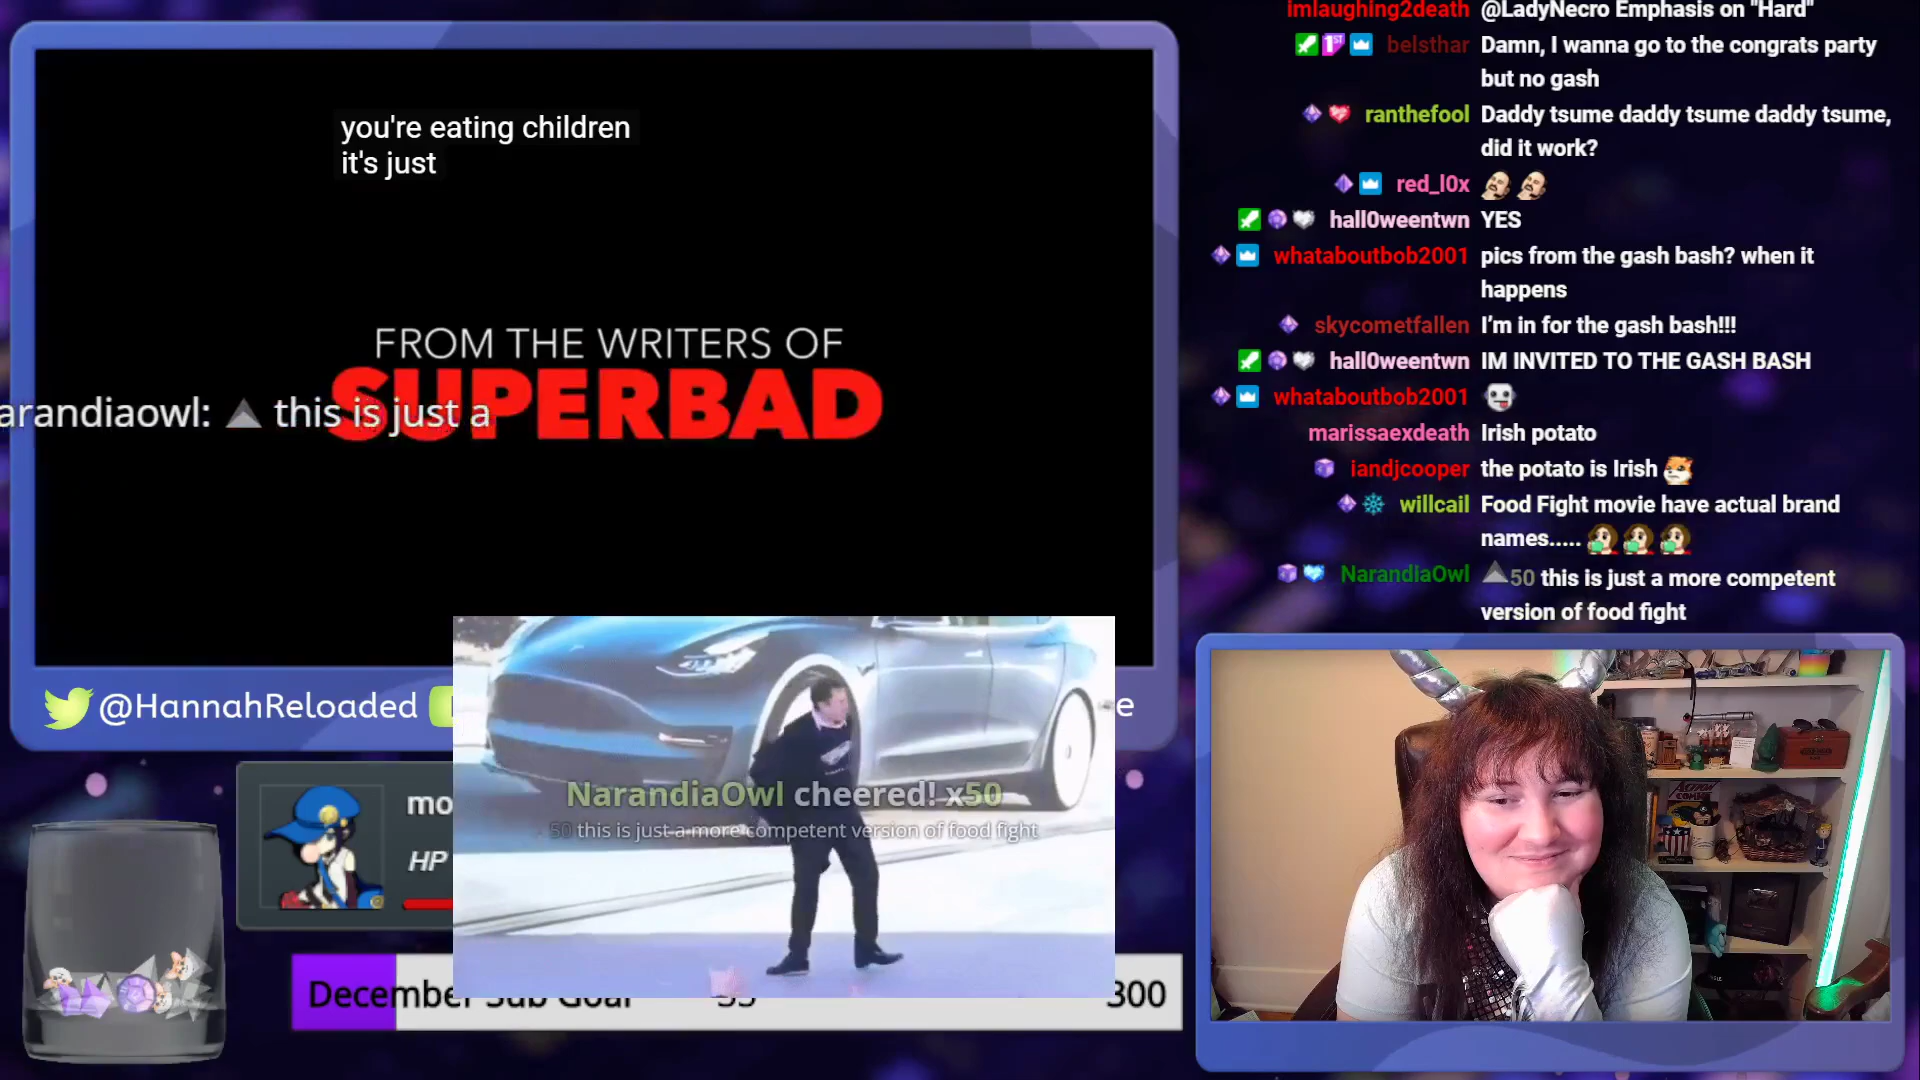 you're eating children
it's just
FROM THE WRITERS OF
SUPERBAD
arandiaowl: this is just a
@HannahReloaded
e
mo
HP
NarandiaOwl cheered! x50
50 this is just a more competent version of food fight
December Sub Goal
300
imlaughing2death @LadyNecro Emphasis on "Hard"
belsthar Damn, I wanna go to the congrats party
but no gash
ranthefool Daddy tsume daddy tsume daddy tsume,
did it work?
red_l0x
hall0weentwn YES
whataboutbob2001 pics from the gash bash? when it
happens
skycometfallen I'm in for the gash bash!!!
hall0weentwn IM INVITED TO THE GASH BASH
whataboutbob2001
marissaexdeath Irish potato
iandjcooper the potato is Irish
willcail Food Fight movie have actual brand
names.....
NarandiaOwl 50 this is just a more competent
version of food fight
ACTION
COMICS